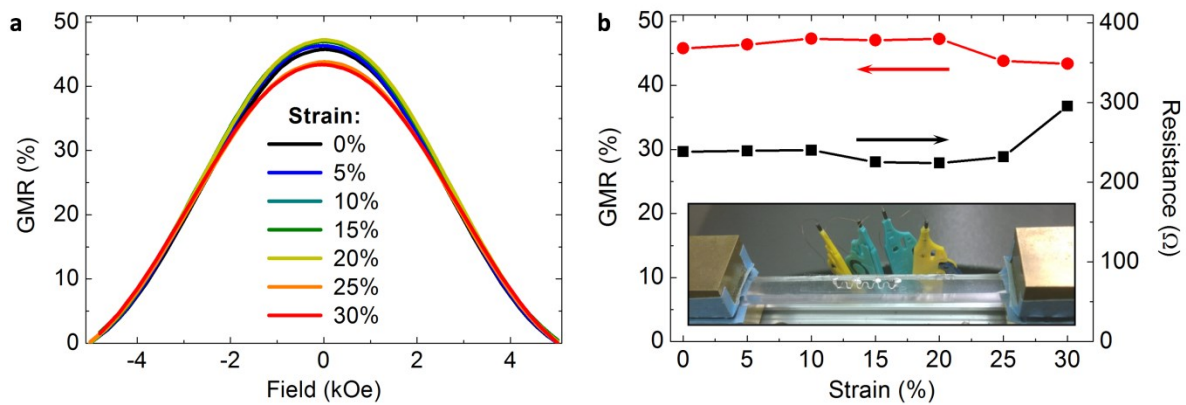 a
50
40
30
20
10
0
GMR (%)
-4 -2 0 2 4
Field (kOe)
Strain:
0%
5%
10%
15%
20%
25%
30%
b
50
40
30
20
10
0
GMR (%)
400
300
200
100
0
Resistance (Ω)
0 5 10 15 20 25 30
Strain (%)